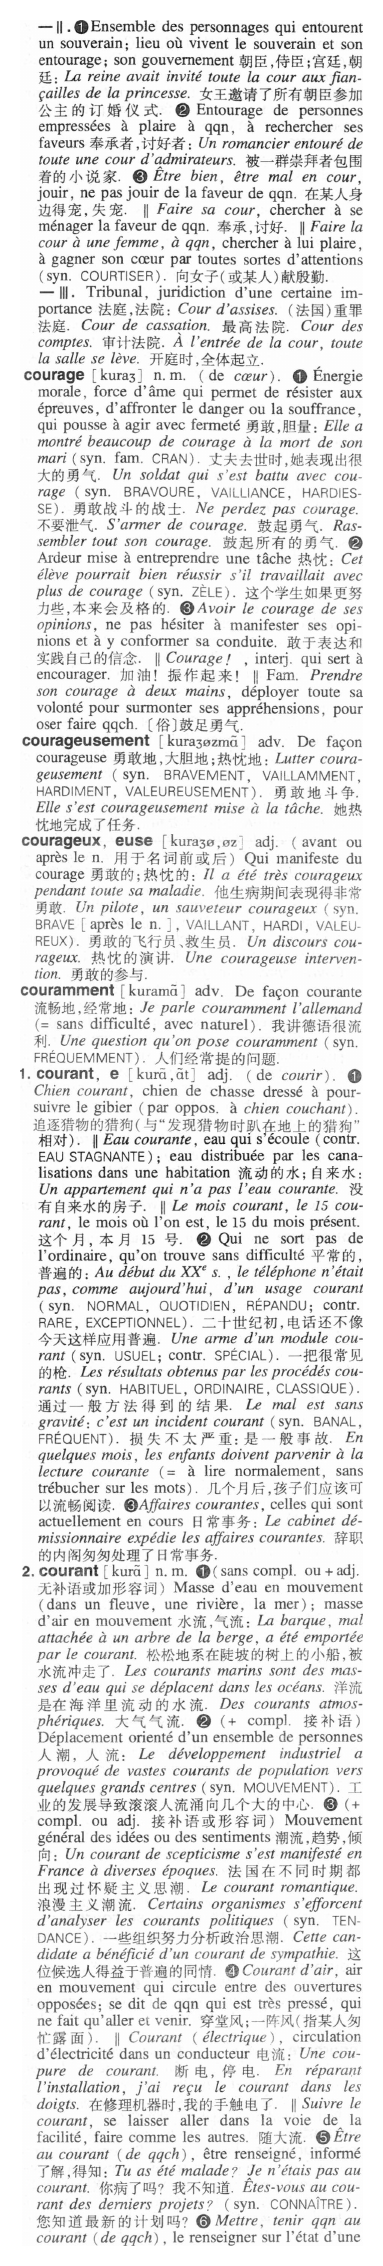 — Ⅱ. ❶ Ensemble des personnages qui entourent
un souverain; lieu où vivent le souverain et son
entourage; son gouvernement 朝臣,侍臣;宫廷,朝
廷: La reine avait invité toute la cour aux fian-
çailles de la princesse. 女王邀请了所有朝臣参加
公主的订婚仪式. ❷ Entourage de personnes
empressées à plaire à qqn, à rechercher ses
faveurs 奉承者,讨好者: Un romancier entouré de
toute une cour d'admirateurs. 被一群崇拜者包围
着的小说家. ❸ Être bien, être mal en cour,
jouir, ne pas jouir de la faveur de qqn. 在某人身
边得宠,失宠. ‖ Faire sa cour, chercher à se
ménager la faveur de qqn. 奉承,讨好. ‖ Faire la
cour à une femme, à qqn, chercher à lui plaire,
à gagner son cœur par toutes sortes d'attentions
(syn. COURTISER). 向女子(或某人)献殷勤.
— Ⅲ. Tribunal, juridiction d'une certaine im-
portance 法庭,法院: Cour d'assises. (法国)重罪
法庭. Cour de cassation. 最高法院. Cour des
comptes. 审计法院. À l'entrée de la cour, toute
la salle se lève. 开庭时,全体起立.
courage [kuraʒ] n. m. (de cœur). ❶ Énergie
morale, force d'âme qui permet de résister aux
épreuves, d'affronter le danger ou la souffrance,
qui pousse à agir avec fermeté 勇敢,胆量: Elle a
montré beaucoup de courage à la mort de son
mari (syn. fam. CRAN). 丈夫去世时,她表现出很
大的勇气. Un soldat qui s'est battu avec cou-
rage (syn. BRAVOURE, VAILLIANCE, HARDIES-
SE). 勇敢战斗的战士. Ne perdez pas courage.
不要泄气. S'armer de courage. 鼓起勇气. Ras-
sembler tout son courage. 鼓起所有的勇气. ❷
Ardeur mise à entreprendre une tâche 热忱: Cet
élève pourrait bien réussir s'il travaillait avec
plus de courage (syn. ZÈLE). 这个学生如果更努
力些,本来会及格的. ❸ Avoir le courage de ses
opinions, ne pas hésiter à manifester ses opi-
nions et à y conformer sa conduite. 敢于表达和
实践自己的信念. ‖ Courage! , interj. qui sert à
encourager. 加油! 振作起来! ‖ Fam. Prendre
son courage à deux mains, déployer toute sa
volonté pour surmonter ses appréhensions, pour
oser faire qqch. 〔俗〕鼓足勇气.
courageusement [kuraʒøzmɑ̃] adv. De façon
courageuse 勇敢地,大胆地;热忱地: Lutter coura-
geusement (syn. BRAVEMENT, VAILLAMMENT,
HARDIMENT, VALEUREUSEMENT). 勇敢地斗争.
Elle s'est courageusement mise à la tâche. 她热
忱地完成了任务.
courageux, euse [kuraʒø,øz] adj. (avant ou
après le n. 用于名词前或后) Qui manifeste du
courage 勇敢的;热忱的: Il a été très courageux
pendant toute sa maladie. 他生病期间表现得非常
勇敢. Un pilote, un sauveteur courageux (syn.
BRAVE [après le n.], VAILLANT, HARDI, VALEU-
REUX). 勇敢的飞行员,救生员. Un discours cou-
rageux. 热忱的演讲. Une courageuse interven-
tion. 勇敢的参与.
couramment [kuramɑ̃] adv. De façon courante
流畅地,经常地: Je parle couramment l'allemand
(= sans difficulté, avec naturel). 我讲德语很流
利. Une question qu'on pose couramment (syn.
FRÉQUEMMENT). 人们经常提的问题.
1. courant, e [kurɑ̃,ɑ̃t] adj. (de courir). ❶
Chien courant, chien de chasse dressé à pour-
suivre le gibier (par oppos. à chien couchant).
追逐猎物的猎狗(与“发现猎物时趴在地上的猎狗”
相对). ‖ Eau courante, eau qui s'écoule (contr.
EAU STAGNANTE); eau distribuée par les cana-
lisations dans une habitation 流动的水;自来水:
Un appartement qui n'a pas l'eau courante. 没
有自来水的房子. ‖ Le mois courant, le 15 cou-
rant, le mois où l'on est, le 15 du mois présent.
这个月,本月 15 号. ❷ Qui ne sort pas de
l'ordinaire, qu'on trouve sans difficulté 平常的,
普遍的: Au début du XXe s. , le téléphone n'était
pas, comme aujourd'hui, d'un usage courant
(syn. NORMAL, QUOTIDIEN, RÉPANDU; contr.
RARE, EXCEPTIONNEL). 二十世纪初,电话还不像
今天这样应用普遍. Une arme d'un module cou-
rant (syn. USUEL; contr. SPÉCIAL). 一把很常见
的枪. Les résultats obtenus par les procédés cou-
rants (syn. HABITUEL, ORDINAIRE, CLASSIQUE).
通过一般方法得到的结果. Le mal est sans
gravité: c'est un incident courant (syn. BANAL,
FRÉQUENT). 损失不太严重:是一般事故. En
quelques mois, les enfants doivent parvenir à la
lecture courante (= à lire normalement, sans
trébucher sur les mots). 几个月后,孩子们应该可
以流畅阅读. ❸ Affaires courantes, celles qui sont
actuellement en cours 日常事务: Le cabinet dé-
missionnaire expédie les affaires courantes. 辞职
的内阁匆匆处理了日常事务.
2. courant [kurɑ̃] n. m. ❶ (sans compl. ou + adj.
无补语或加形容词) Masse d'eau en mouvement
(dans un fleuve, une rivière, la mer); masse
d'air en mouvement 水流,气流: La barque, mal
attachée à un arbre de la berge, a été emportée
par le courant. 松松地系在陡坡的树上的小船,被
水流冲走了. Les courants marins sont des mas-
ses d'eau qui se déplacent dans les océans. 洋流
是在海洋里流动的水流. Des courants atmos-
phériques. 大气气流. ❷ (+ compl. 接补语)
Déplacement orienté d'un ensemble de personnes
人潮, 人流: Le développement industriel a
provoqué de vastes courants de population vers
quelques grands centres (syn. MOUVEMENT). 工
业的发展导致滚滚人流涌向几个大的中心. ❸ (+
compl. ou adj. 接补语或形容词) Mouvement
général des idées ou des sentiments 潮流,趋势,倾
向: Un courant de scepticisme s'est manifesté en
France à diverses époques. 法国在不同时期都
出现过怀疑主义思潮. Le courant romantique.
浪漫主义潮流. Certains organismes s'efforcent
d'analyser les courants politiques (syn. TEN-
DANCE). 一些组织努力分析政治思潮. Cette can-
didate a bénéficié d'un courant de sympathie. 这
位候选人得益于普遍的同情. ❹ Courant d'air, air
en mouvement qui circule entre des ouvertures
opposées; se dit de qqn qui est très pressé, qui
ne fait qu'aller et venir. 穿堂风;一阵风(指某人匆
忙露面). ‖ Courant (électrique), circulation
d'électricité dans un conducteur 电流: Une cou-
pure de courant. 断电,停电. En réparant
l'installation, j'ai reçu le courant dans les
doigts. 在修理机器时,我的手触电了. ‖ Suivre le
courant, se laisser aller dans la voie de la
facilité, faire comme les autres. 随大流. ❺ Être
au courant (de qqch), être renseigné, informé
了解,得知: Tu as été malade? Je n'étais pas au
courant. 你病了吗? 我不知道. Êtes-vous au cou-
rant des derniers projets? (syn. CONNAÎTRE).
您知道最新的计划吗? ❻ Mettre, tenir qqn au
courant (de qqch), le renseigner sur l'état d'une